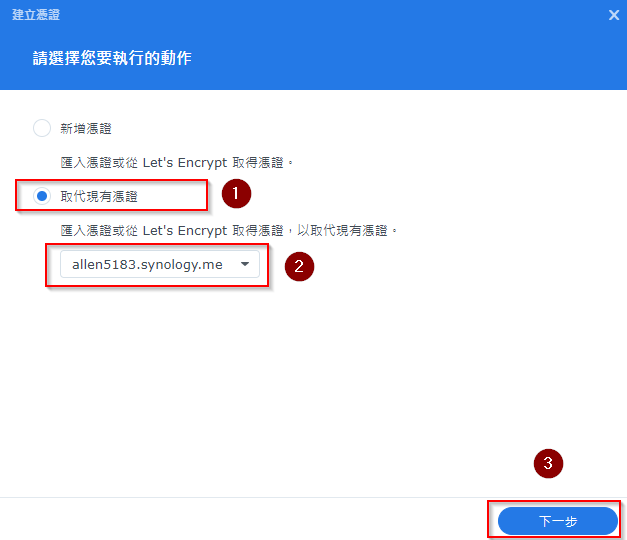 建立憑證
請選擇您要執行的動作
新增憑證
匯入憑證或從 Let's Encrypt 取得憑證。
取代現有憑證
1
匯入憑證或從 Let's Encrypt 取得憑證，以取代現有憑證。
allen5183.synology.me
2
3
下一步